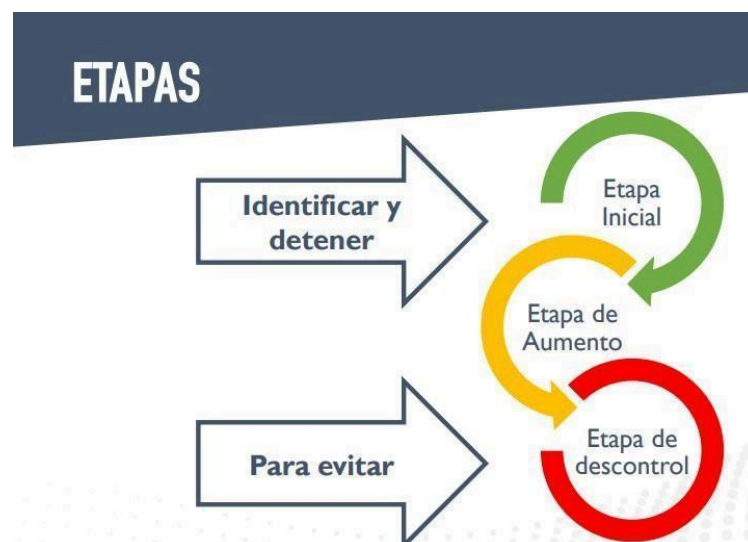 ETAPAS
Identificar y
detener
Etapa
Inicial
Etapa de
Aumento
Para evitar
Etapa de
descontrol